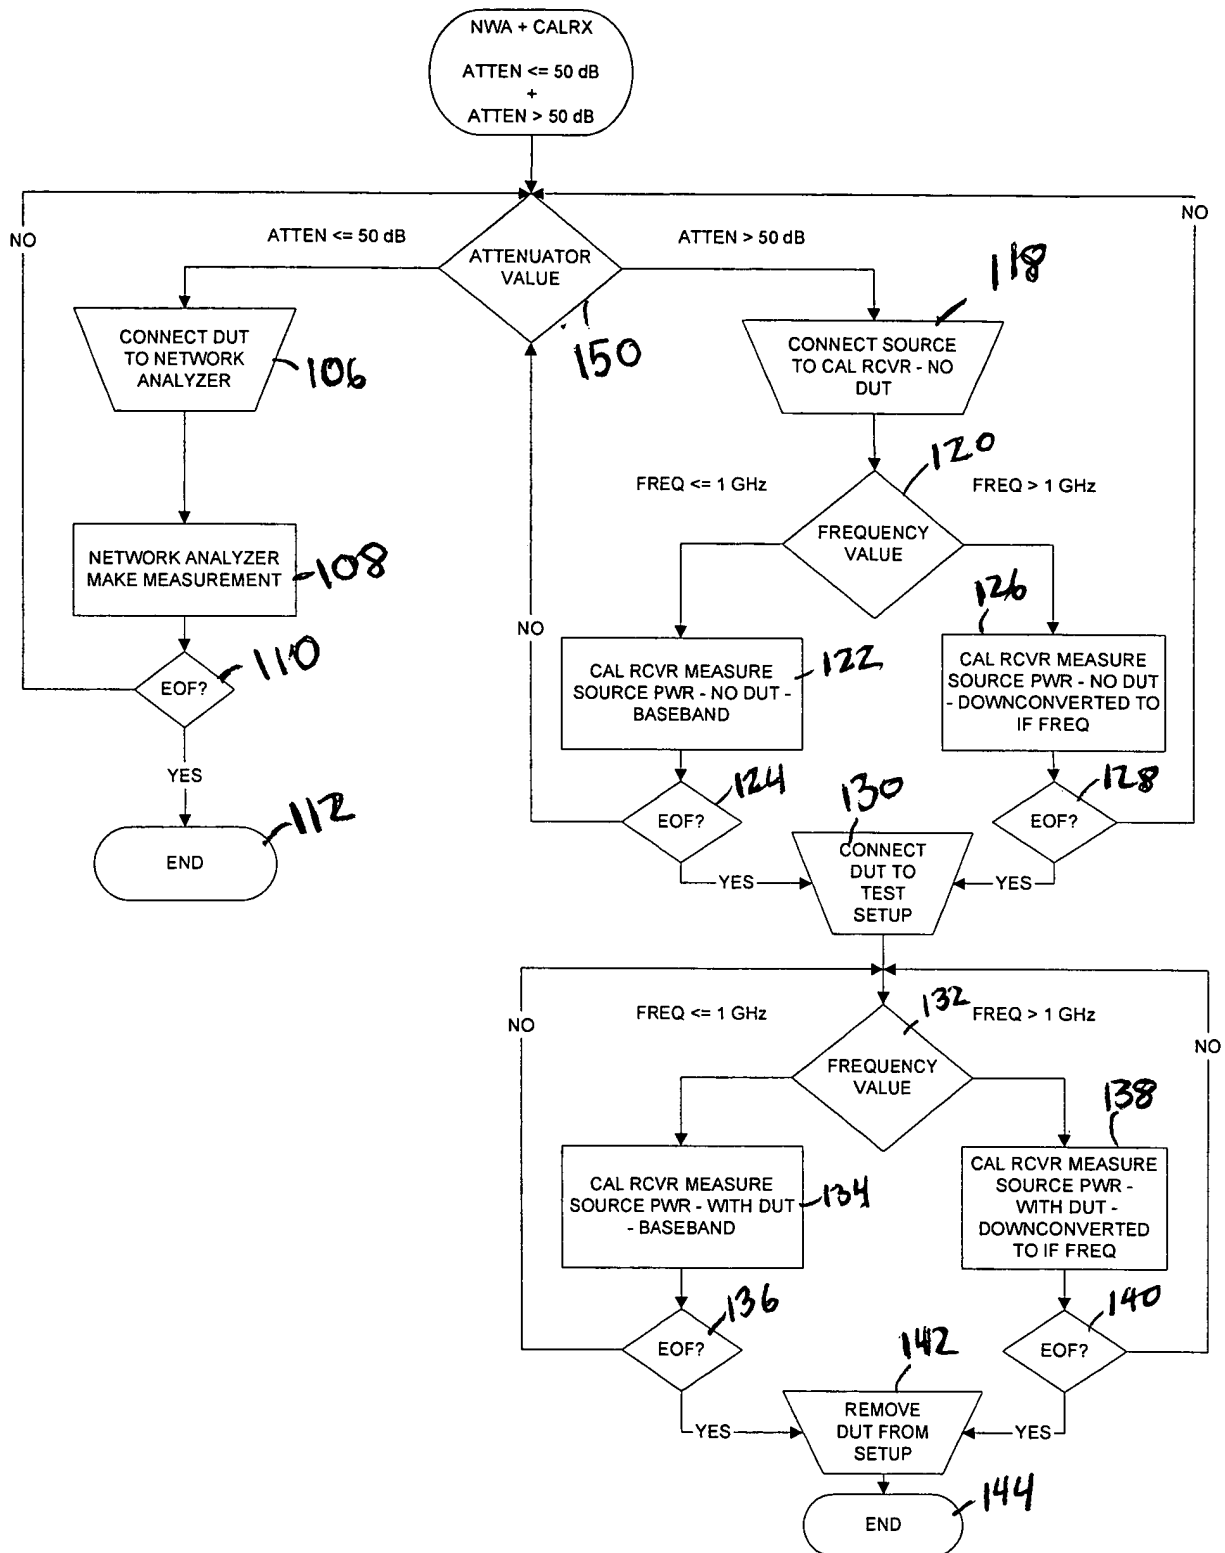 NWA + CALRX
ATTEN <= 50 dB
+
ATTEN > 50 dB
NO
NO
ATTEN <= 50 dB
ATTEN > 50 dB
ATTENUATOR
VALUE
150
118
CONNECT DUT
TO NETWORK
ANALYZER
106
CONNECT SOURCE
TO CAL RCVR - NO
DUT
120
FREQ <= 1 GHz
FREQ > 1 GHz
FREQUENCY
VALUE
NETWORK ANALYZER
MAKE MEASUREMENT
108
NO
126
110
EOF?
CAL RCVR MEASURE
SOURCE PWR - NO DUT -
BASEBAND
122
CAL RCVR MEASURE
SOURCE PWR - NO DUT
- DOWNCONVERTED TO
IF FREQ
YES
124
EOF?
130
128
EOF?
112
END
CONNECT
DUT TO
TEST
SETUP
YES
YES
132
FREQ <= 1 GHz
FREQ > 1 GHz
NO
NO
FREQUENCY
VALUE
138
CAL RCVR MEASURE
SOURCE PWR - WITH DUT
- BASEBAND
134
CAL RCVR MEASURE
SOURCE PWR -
WITH DUT -
DOWNCONVERTED
TO IF FREQ
136
EOF?
142
140
EOF?
REMOVE
DUT FROM
SETUP
YES
YES
144
END